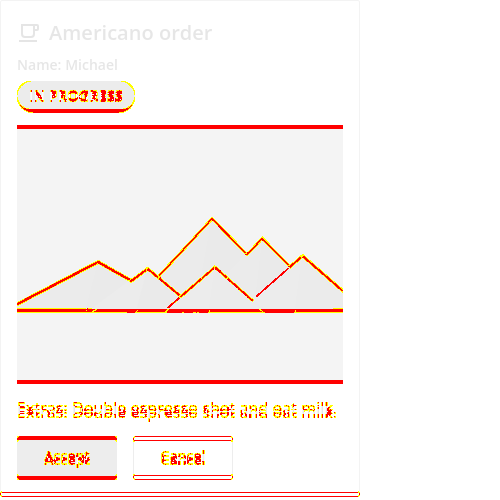 Americano order
Name: Michael
IN PROGRESS
Extras: Double espresso shot and oat milk.
Accept
Cancel